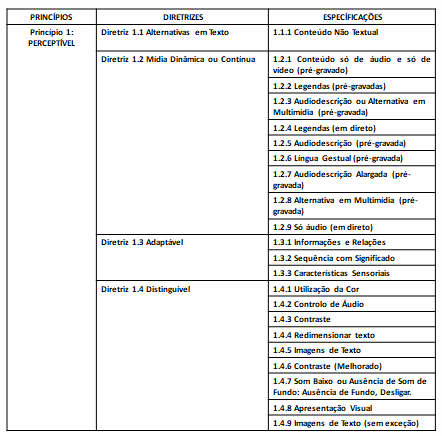 PRINCÍPIOS DIRETRIZES ESPECÍFICAÇÕES
Princípio 1: Diretriz 1.1 Alternativas em Texto 1.1.1 Conteúdo Não Textual
PERCEPTÍVEL
Diretriz 1.2 Mídia Dinâmica ou Contínua 1.2.1 Conteúdo só de áudio e só de
vídeo (pré-gravado)
1.2.2 Legendas (pré-gravadas)
1.2.3 Audiodescrição ou Alternativa em
Multimídia (pré-gravada)
1.2.4 Legendas (em direto)
1.2.5 Audiodescrição (pré-gravada)
1.2.6 Língua Gestual (pré-gravada)
1.2.7 Audiodescrição Alargada (pré-
gravada)
1.2.8 Alternativa em Multimídia (pré-
gravada)
1.2.9 Só áudio (em direto)
Diretriz 1.3 Adaptável 1.3.1 Informações e Relações
1.3.2 Sequência com Significado
1.3.3 Características Sensoriais
Diretriz 1.4 Distinguível 1.4.1 Utilização da Cor
1.4.2 Controlo de Áudio
1.4.3 Contraste
1.4.4 Redimensionar texto
1.4.5 Imagens de Texto
1.4.6 Contraste (Melhorado)
1.4.7 Som Baixo ou Ausência de Som de
Fundo: Ausência de Fundo, Desligar.
1.4.8 Apresentação Visual
1.4.9 Imagens de Texto (sem exceção)